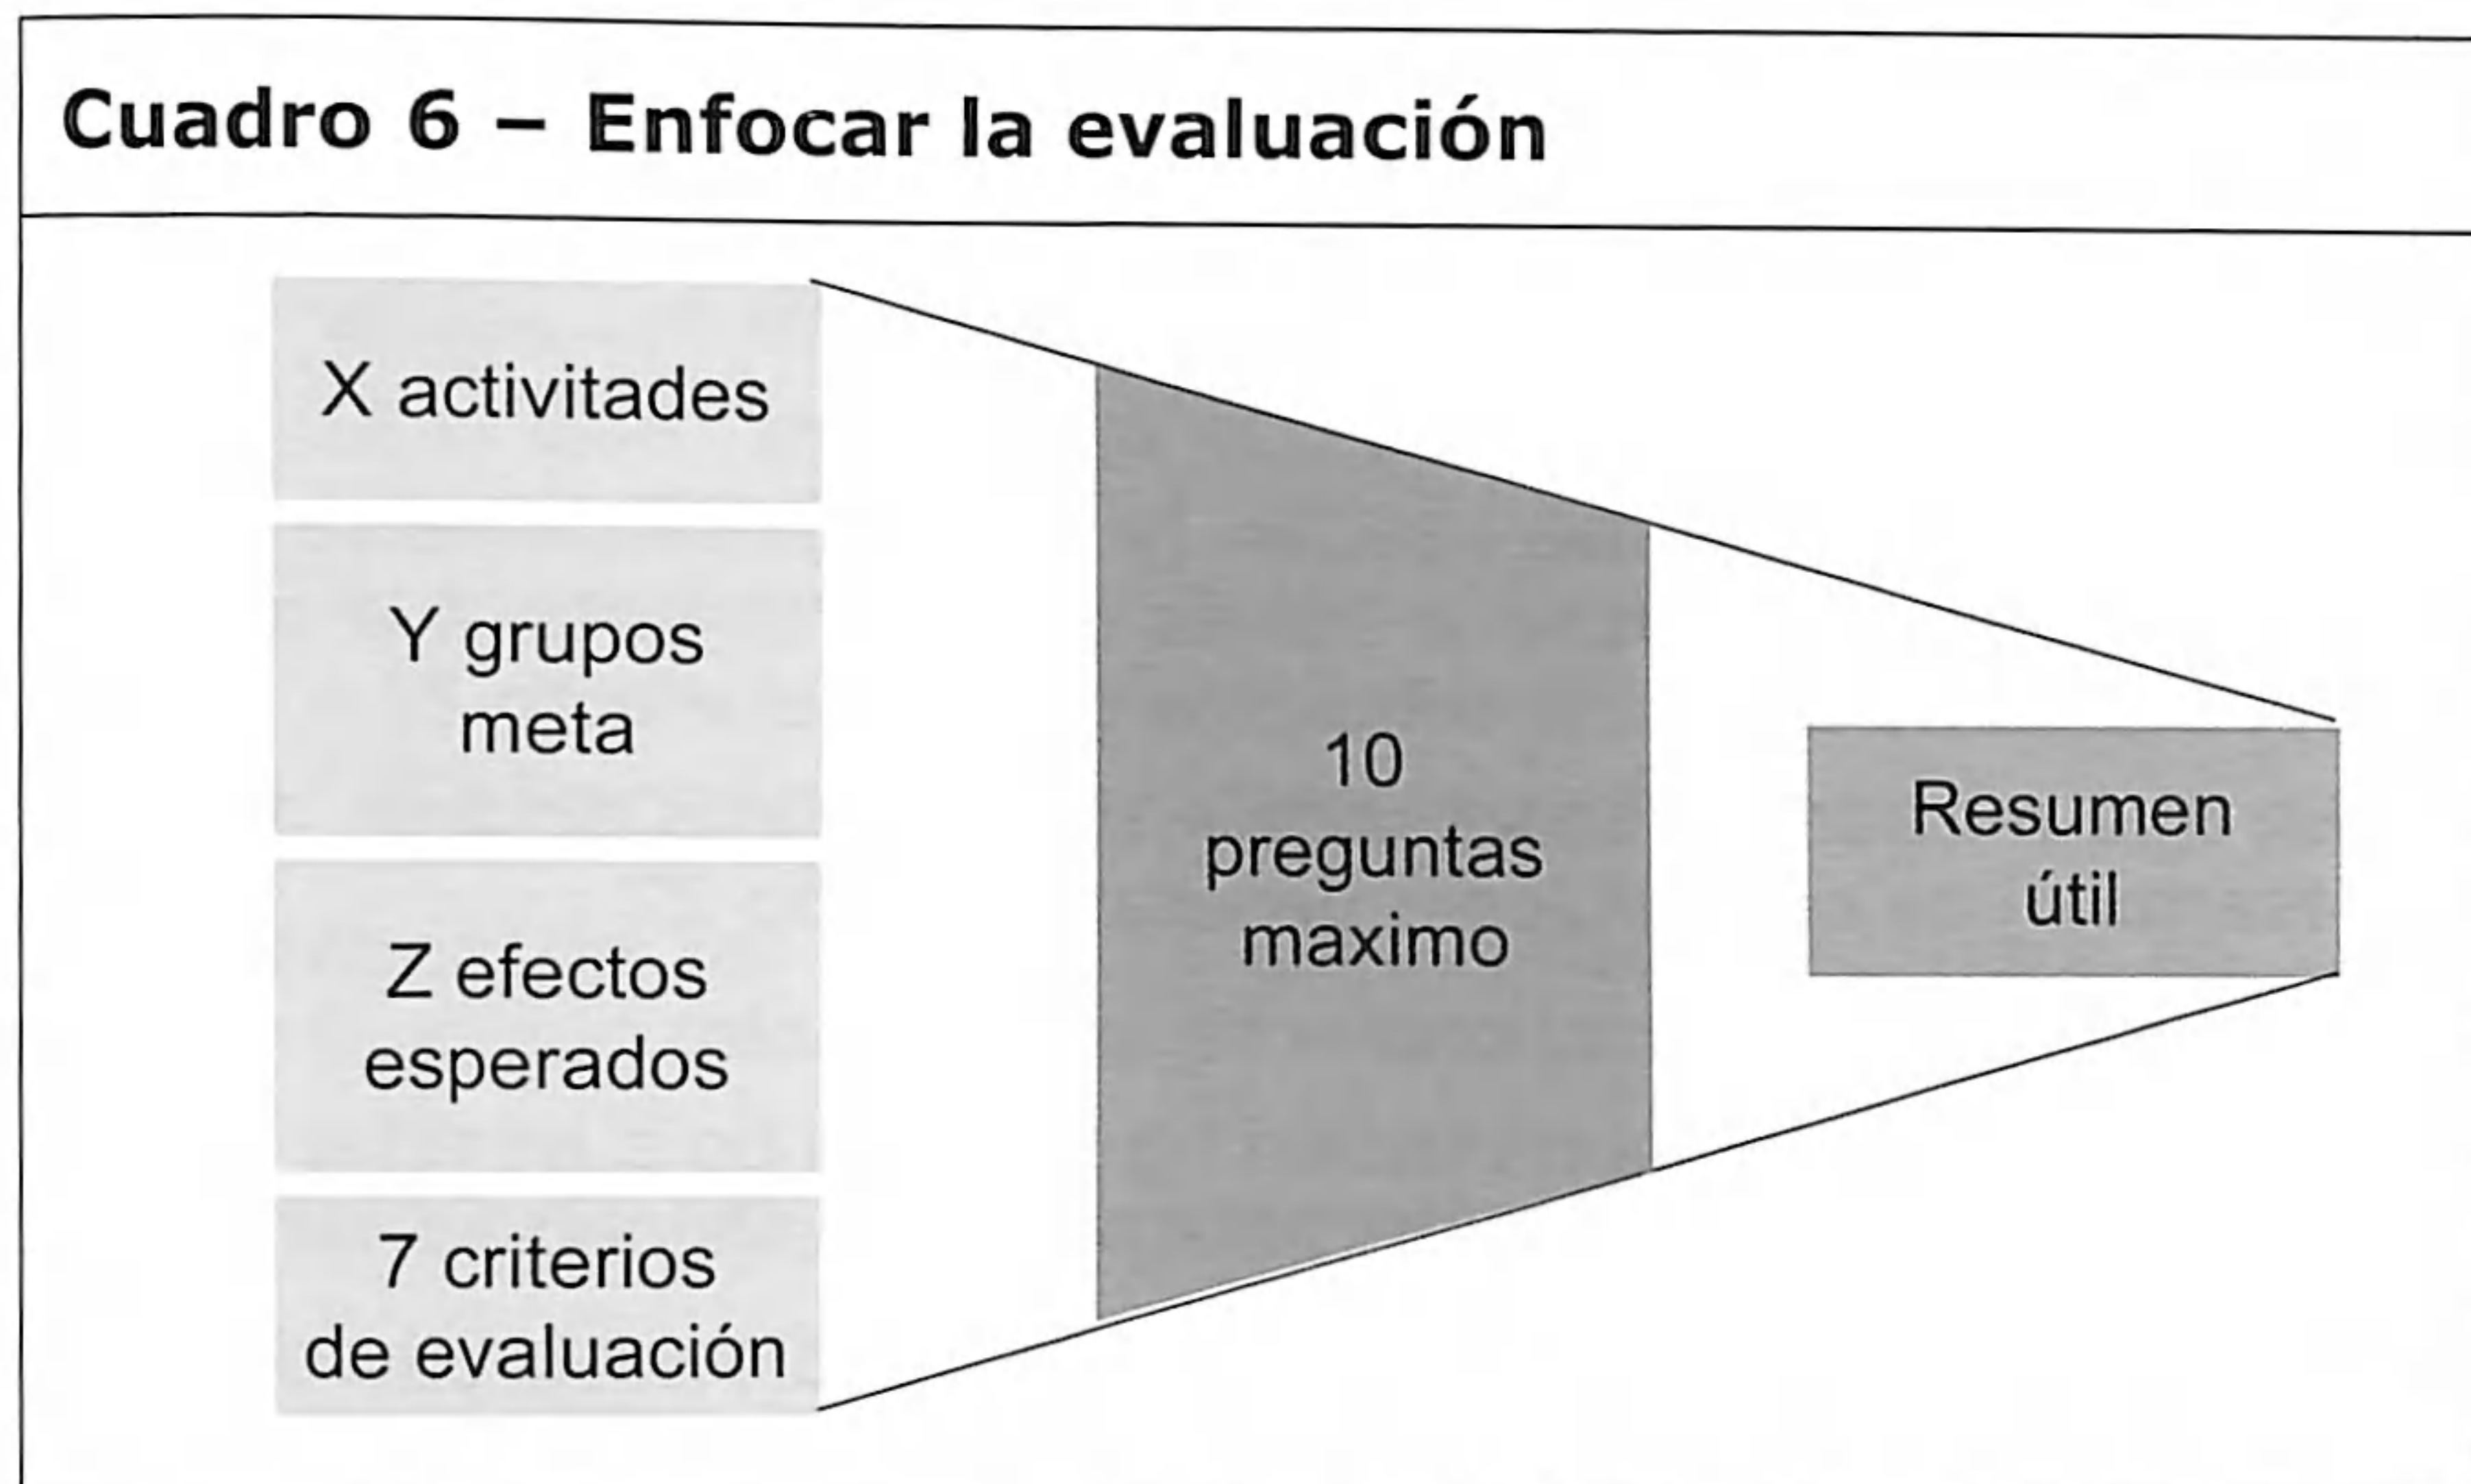 Cuadro 6 – Enfocar la evaluación
X activitades
Y grupos
meta
Z efectos
esperados
7 criterios
de evaluación
10
preguntas
maximo
Resumen
útil